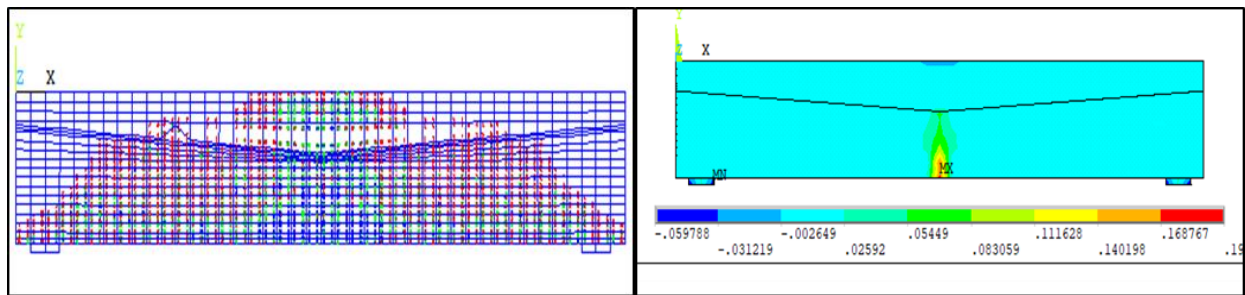 Y
Z X
Y
Z X
MN MX
-.059788 -.002649 .05449 .111628 .168767
-.031219 .02592 .083059 .140198